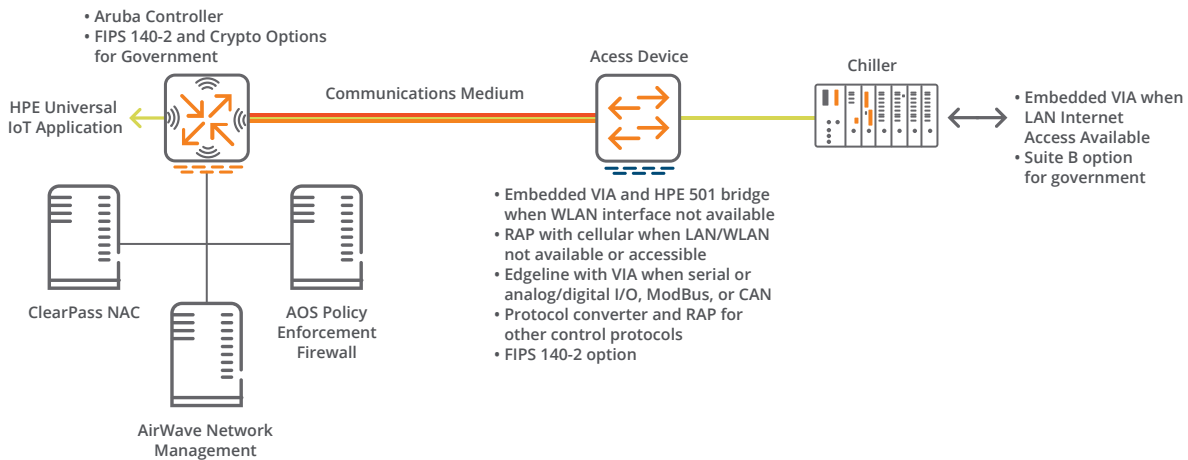 • Aruba Controller
• FIPS 140-2 and Crypto Options
for Government
HPE Universal
IoT Application
Communications Medium
Acess Device
Chiller
• Embedded VIA when
LAN Internet
Access Available
• Suite B option
for government
• Embedded VIA and HPE 501 bridge
when WLAN interface not available
• RAP with cellular when LAN/WLAN
not available or accessible
• Edgeline with VIA when serial or
analog/digital I/O, ModBus, or CAN
• Protocol converter and RAP for
other control protocols
• FIPS 140-2 option
ClearPass NAC
AOS Policy
Enforcement
Firewall
AirWave Network
Management